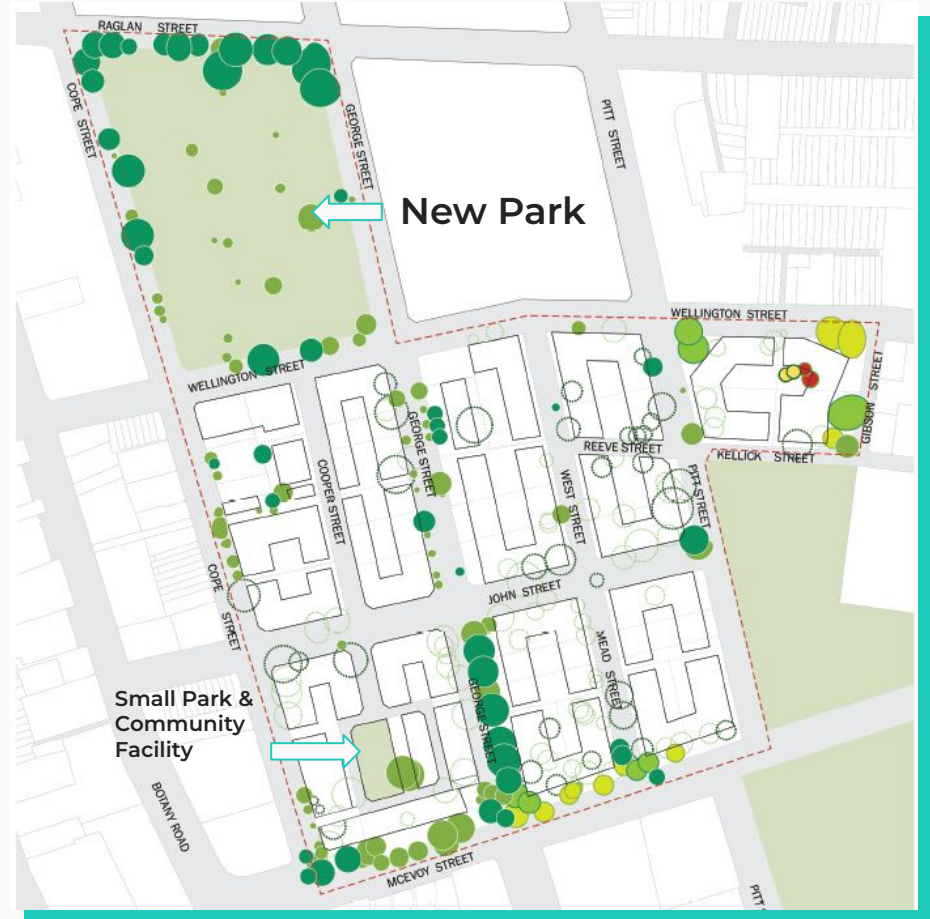 RAGLAN STREET
COPE STREET
GEORGE STREET
PITT STREET
New Park
WELLINGTON STREET
WELLINGTON STREET
GIBSON STREET
KELLICK STREET
REEVE STREET
PITT STREET
GEORGE STREET
COOPER STREET
WEST STREET
COPE STREET
JOHN STREET
MEAD STREET
GEORGE STREET
Small Park &
Community
Facility
BOTANY ROAD
MCEVOY STREET